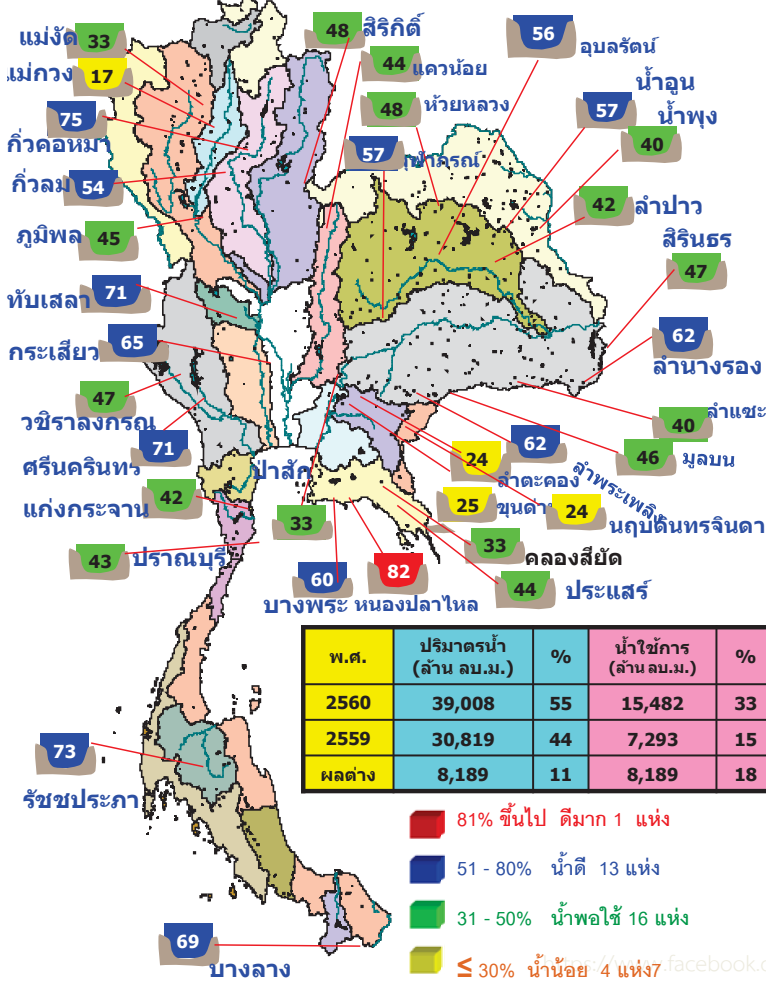 แม่งัด 33
48 สิริกิติ์
56 อุบลรัตน์
แม่กวง 17
44 แควน้อย
น้ำอูน
57
48 ห้วยหลวง
น้ำพุง
40
75
กิ่วคอหมา
57
กิ่วลม 54
42 ลำปาว
ภูมิพล 45
สิรินธร
47
ทับเสลา 71
กระเสียว 65
62
ลำนางรอง
47
วชิราลงกรณ
40 ลำแชะ
71
ศรีนครินทร์
62
46 มูลบน
ป่าสัก
24
ลำตะคอง
ลำพระเพลิง
แก่งกระจาน 42
25
24
นฤบดินทรจินดา
33
33
คลองสียัด
43 ปราณบุรี
60
บางพระ
82
หนองปลาไหล
44 ประแสร์
พ.ศ. ปริมาตรน้ำ (ล้าน ลบ.ม.) % น้ำใช้การ (ล้าน ลบ.ม.) %
2560 39,008 55 15,482 33
2559 30,819 44 7,293 15
ผลต่าง 8,189 11 8,189 18
73
รัชชประภา
81% ขึ้นไป ดีมาก 1 แห่ง
51 - 80% น้ำดี 13 แห่ง
31 - 50% น้ำพอใช้ 16 แห่ง
≤ 30% น้ำน้อย 4 แห่ง7
69
บางลาง